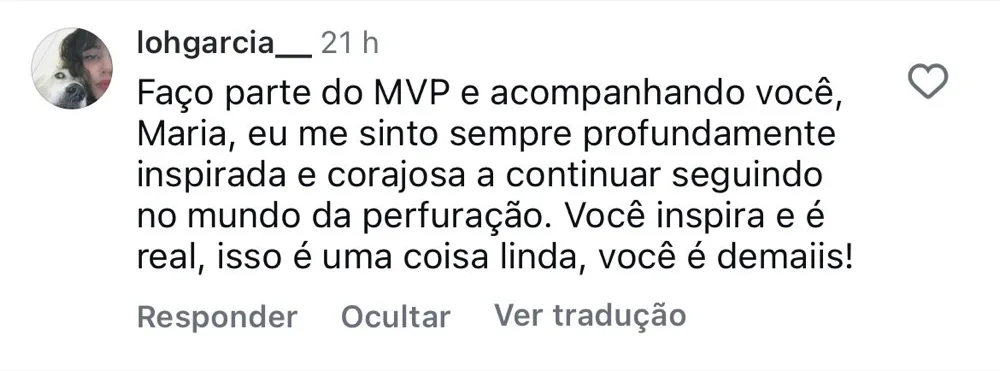 lohgarcia__ 21 h
Faço parte do MVP e acompanhando você,
Maria, eu me sinto sempre profundamente
inspirada e corajosa a continuar seguindo
no mundo da perfuração. Você inspira e é
real, isso é uma coisa linda, você é demaiis!
Responder Ocultar Ver tradução